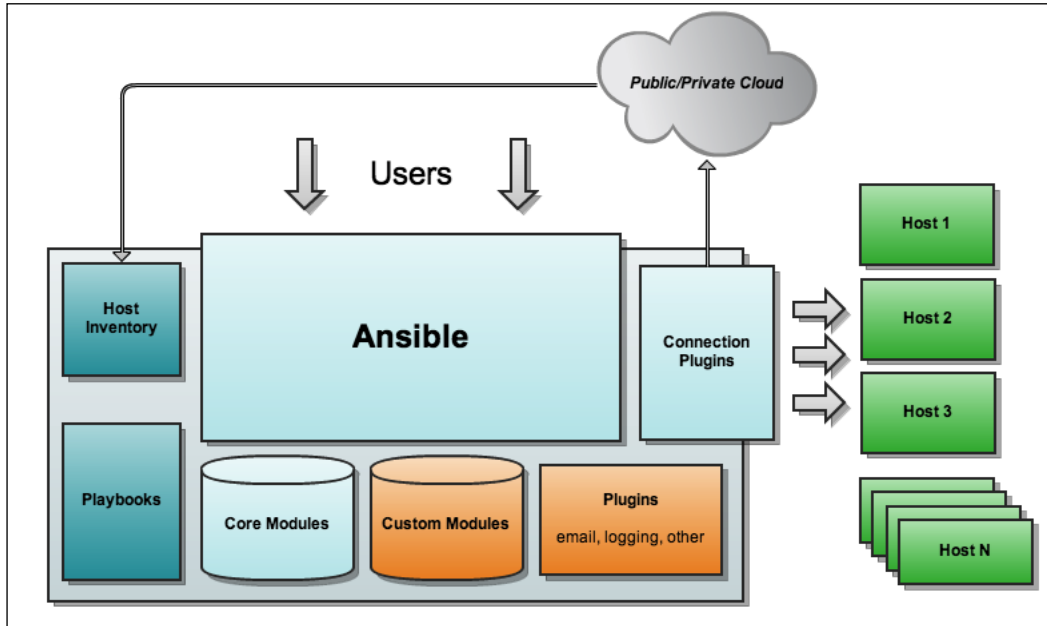 Public/Private Cloud
Users
Host 1
Host
Inventory
Ansible
Connection
Plugins
Host 2
Host 3
Playbooks
Core Modules
Custom Modules
Plugins
email, logging, other
Host N